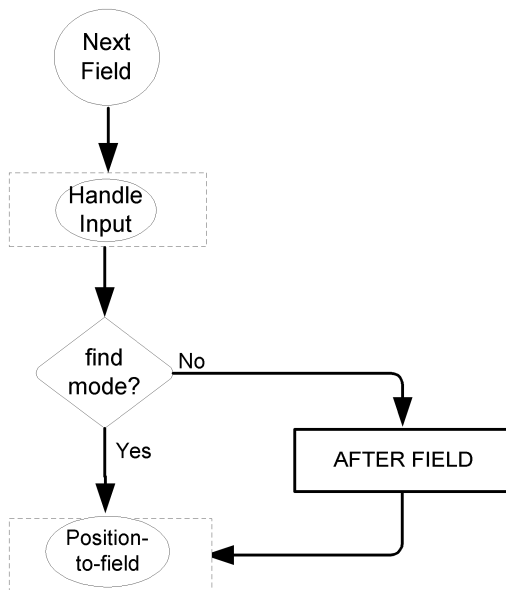 Next
Field
Handle
Input
find
mode?
No
Yes
AFTER FIELD
Position-
to-field